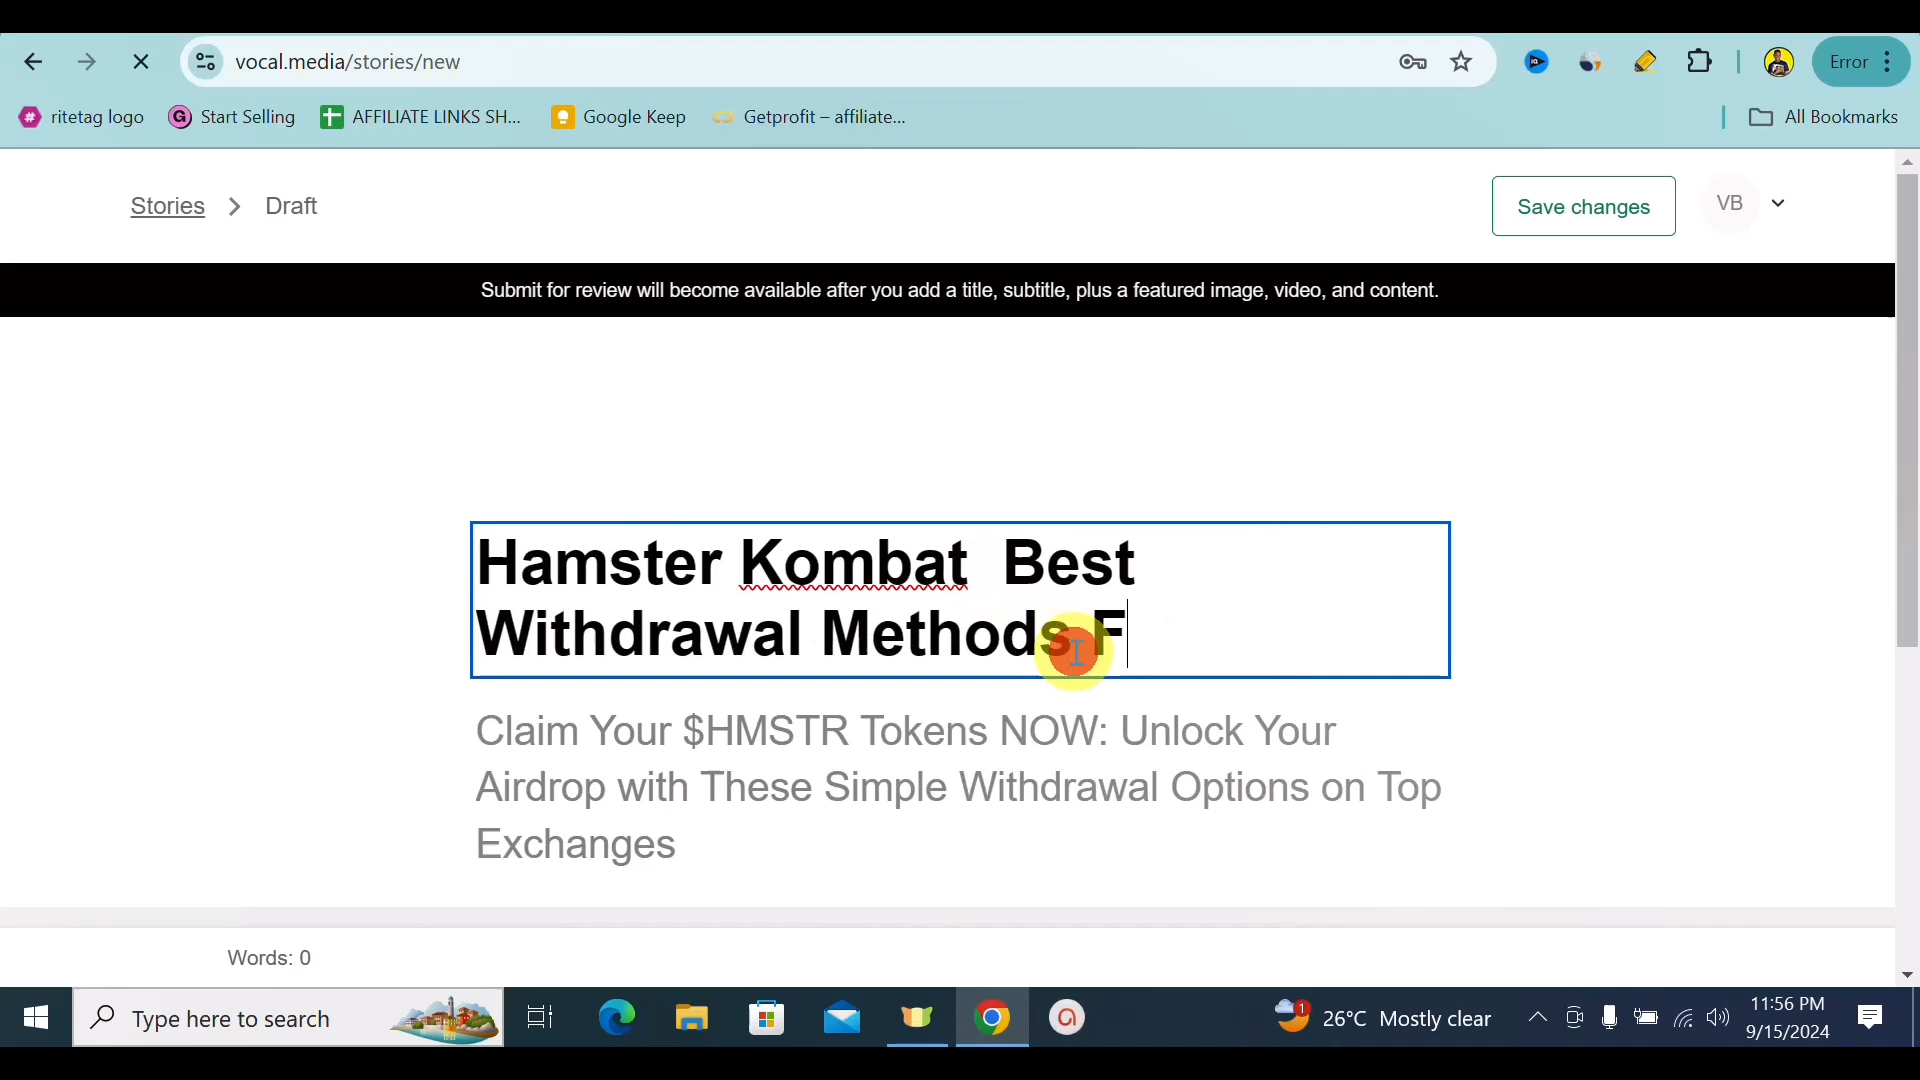 vocal.media/stories/new
Error
ritetag logo
Start Selling
AFFILIATE LINKS SH...
Google Keep
Getprofit – affiliate...
All Bookmarks
Stories
Draft
Save changes
VB
Submit for review will become available after you add a title, subtitle, plus a featured image, video, and content.
Hamster Kombat  Best
Withdrawal Methods F
Claim Your $HMSTR Tokens NOW: Unlock Your
Airdrop with These Simple Withdrawal Options on Top
Exchanges
Words: 0
Type here to search
1
26°C Mostly clear
11:56 PM
9/15/2024